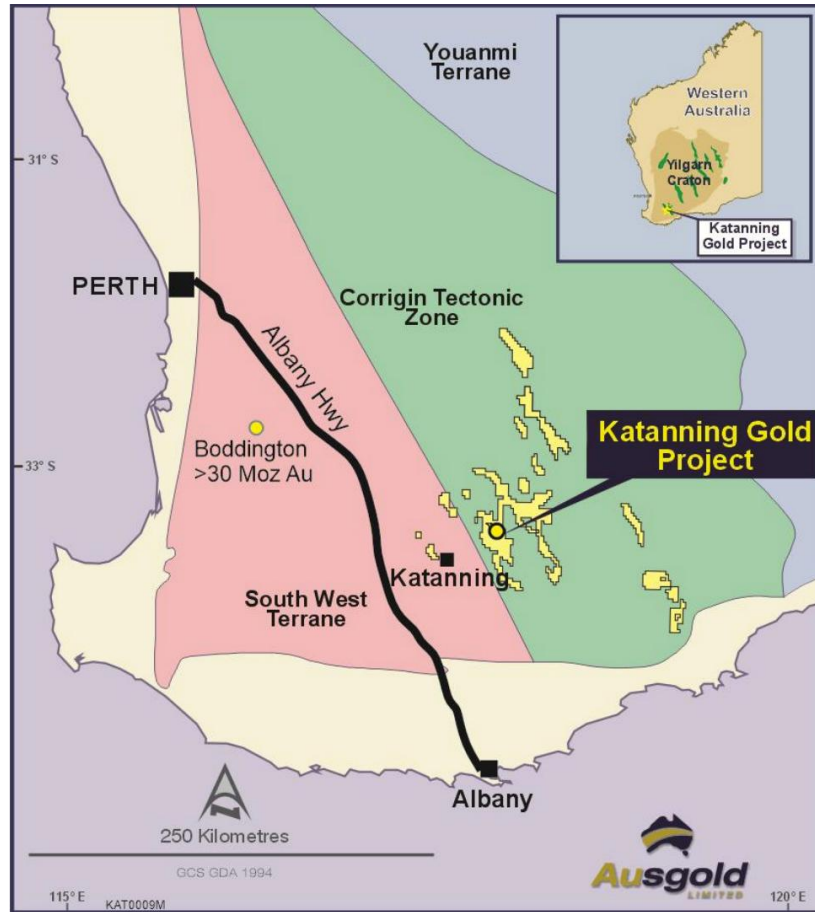 Youanmi
Terrane
Western
Australia
Yilgarn
Craton
Katanning
Gold Project
31° S
PERTH
Corrigin Tectonic
Zone
Albany Hwy
Boddington
>30 Moz Au
Katanning Gold
Project
33° S
Katanning
South West
Terrane
Albany
N
250 Kilometres
GCS GDA 1994
Ausgold
LIMITED
115° E
KAT0009M
120° E